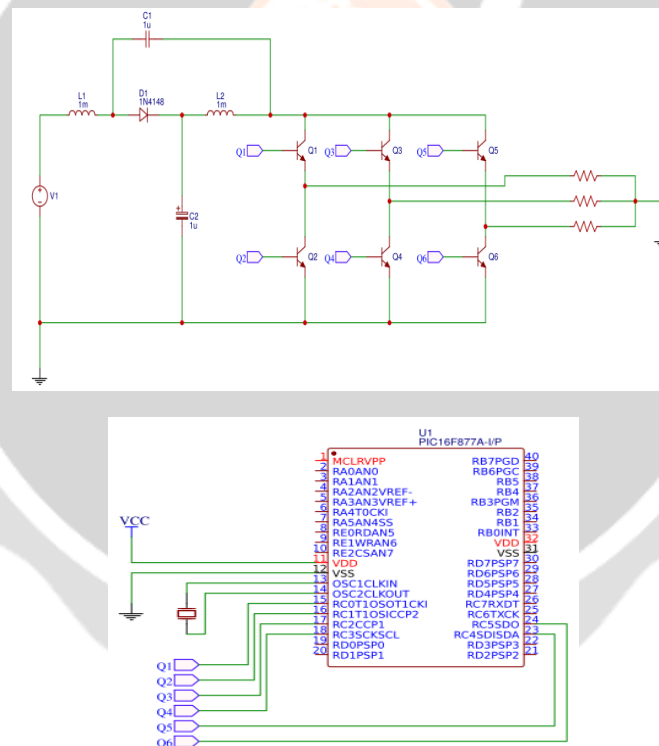 C1
1u
L1
1m
D1
1N4148
L2
1m
Q1 Q1 Q3 Q3 Q5 Q5
V1
C2
1u
Q2 Q2 Q4 Q4 Q6 Q6
U1
PIC16F877A-I/P
1 MCLRVPP RB7PGD 40
2 RA0AN0 RB6PGC 39
3 RA1AN1 RB5 38
4 RA2AN2VREF- RB4 37
5 RA3AN3VREF+ RB3PGM 36
6 RA4T0CKI RB2 35
7 RA5AN4SS RB1 34
8 RE0RDAN5 RB0INT 33
9 RE1WRAN6 VDD 32
10 RE2CSAN7 VSS 31
11 VDD RD7PSP7 30
12 VSS RD6PSP6 29
13 OSC1CLKIN RD5PSP5 28
14 OSC2CLKOUT RD4PSP4 27
15 RC0T1OSOT1CKI RC7RXDT 26
16 RC1T1OSICCP2 RC6TXCK 25
17 RC2CCP1 RC5SDO 24
18 RC3SCKSCL RC4SDISDA 23
19 RD0PSP0 RD3PSP3 22
20 RD1PSP1 RD2PSP2 21
VCC
Q1
Q2
Q3
Q4
Q5
Q6